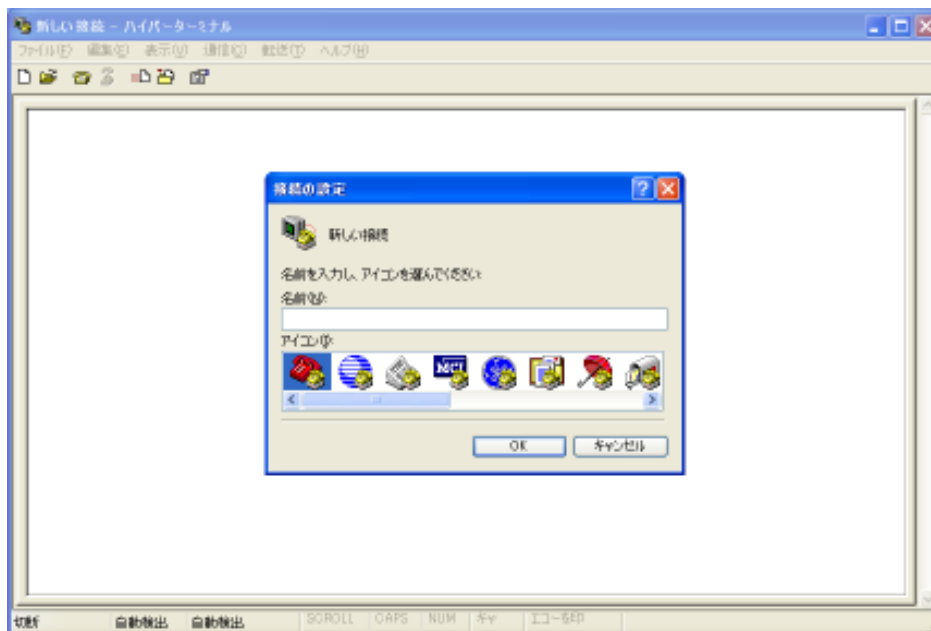 新しい接続 - ハイパーターミナル
ファイル(F) 編集(E) 表示(V) 通信(C) 転送(T) ヘルプ(H)
接続の設定
新しい接続
名前を入力し、アイコンを選んでください:
名前(N):
アイコン(I):
MCI
OK キャンセル
切断 自動検出 自動検出 SCROLL CAPS NUM キャ エコーを印